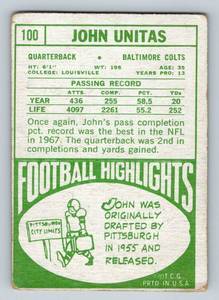 100 JOHN UNITAS
QUARTERBACK • BALTIMORE COLTS
HT: 6/1" WT: 196 AGE: 35
COLLEGE: LOUISVILLE YEARS PRO: 13
PASSING RECORD
ATTS. COMP. PCT. TD
YEAR 436 255 58.5 20
LIFE 4097 2261 55.2 252
Once again, John's pass completion
pct. record was the best in the NFL
in 1967. The quarterback was 2nd in
completions and yards gained.
FOOTBALL HIGHLIGHTS
PITTSBURGH
CITY LIMITS
JOHN WAS
ORIGINALLY
DRAFTED BY
PITTSBURGH
IN 1955 AND
RELEASED.
©T.C.G.
PRTD IN U.S.A.